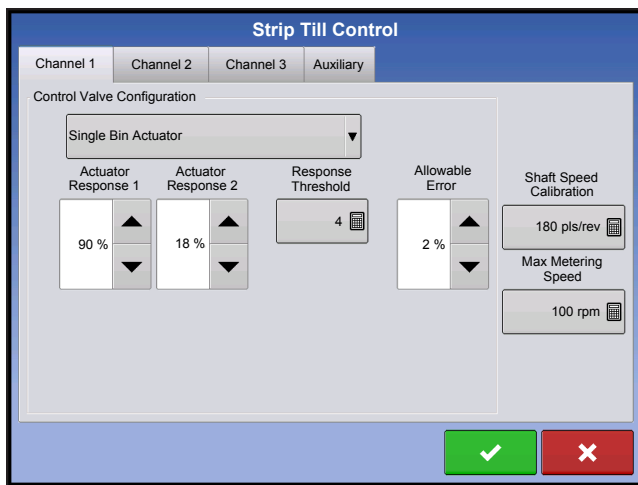 Strip Till Control
Channel 1
Channel 2
Channel 3
Auxiliary
Control Valve Configuration
Single Bin Actuator
Actuator
Response 1
Actuator
Response 2
Response
Threshold
Allowable
Error
90 %
18 %
4
2 %
Shaft Speed
Calibration
180 pls/rev
Max Metering
Speed
100 rpm